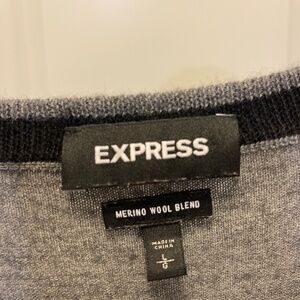 EXPRESS
MERINO WOOL BLEND
MADE IN
CHINA
L
G